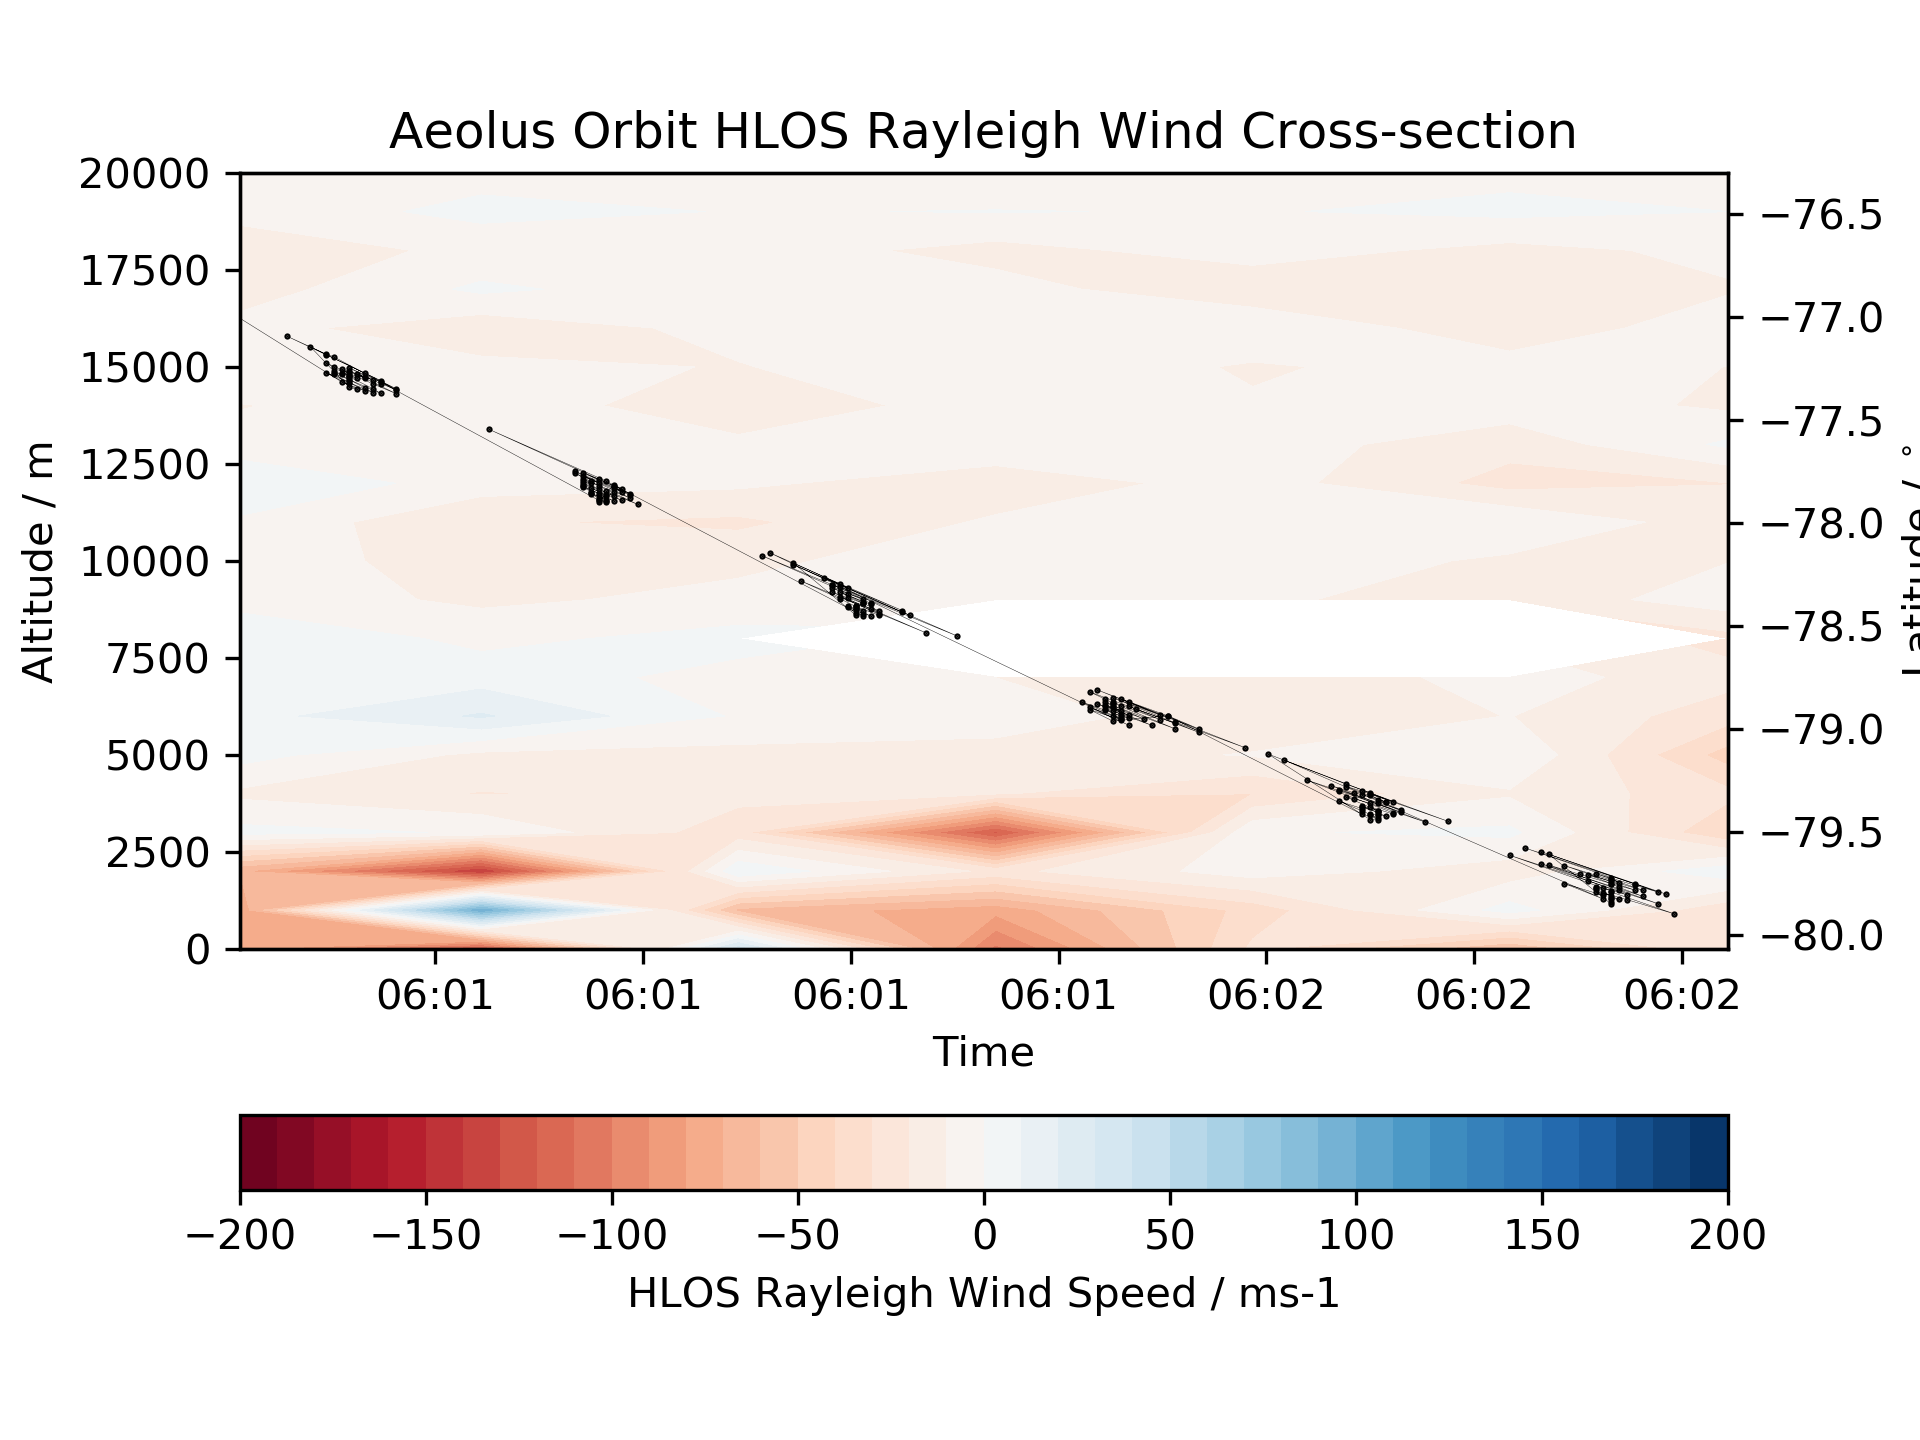 Aeolus Orbit HLOS Rayleigh Wind Cross-section
20000
17500
15000
12500
10000
7500
5000
2500
0
Altitude / m
−76.5
−77.0
−77.5
−78.0
−78.5
−79.0
−79.5
−80.0
Latitude / °
06:01 06:01 06:01 06:01 06:02 06:02 06:02
Time
−200 −150 −100 −50 0 50 100 150 200
HLOS Rayleigh Wind Speed / ms-1